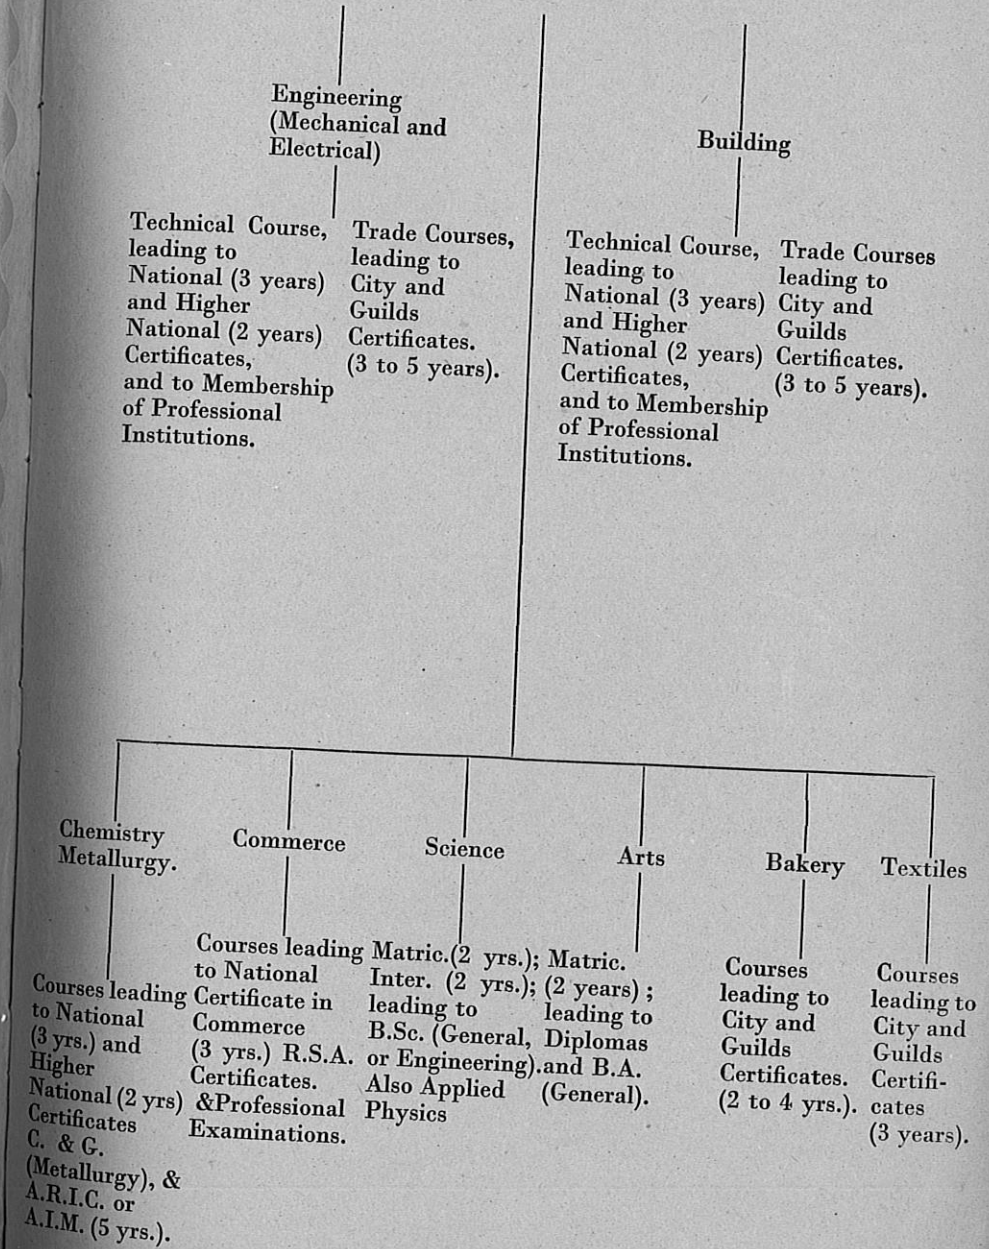 Engineering
(Mechanical and
Electrical)
Technical Course,
leading to
National (3 years)
and Higher
National (2 years)
Certificates,
and to Membership
of Professional
Institutions.
Trade Courses,
leading to
City and
Guilds
Certificates.
(3 to 5 years).
Building
Technical Course,
leading to
National (3 years)
and Higher
National (2 years)
Certificates,
and to Membership
of Professional
Institutions.
Trade Courses
leading to
City and
Guilds
Certificates.
(3 to 5 years).
Chemistry
Metallurgy.
Courses leading
to National
(3 yrs.) and
Higher
National (2 yrs)
Certificates
C. & G.
(Metallurgy), &
A.R.I.C. or
A.I.M. (5 yrs.).
Commerce
Courses leading
to National
Certificate in
Commerce
(3 yrs.) R.S.A.
Certificates.
&Professional
Examinations.
Science
Matric.(2 yrs.);
Inter. (2 yrs.);
leading to
B.Sc. (General,
or Engineering).
Also Applied
Physics
Arts
Matric.
(2 years) ;
leading to
Diplomas
and B.A.
(General).
Bakery
Courses
leading to
City and
Guilds
Certificates.
(2 to 4 yrs.).
Textiles
Courses
leading to
City and
Guilds
Certifi-
cates
(3 years).